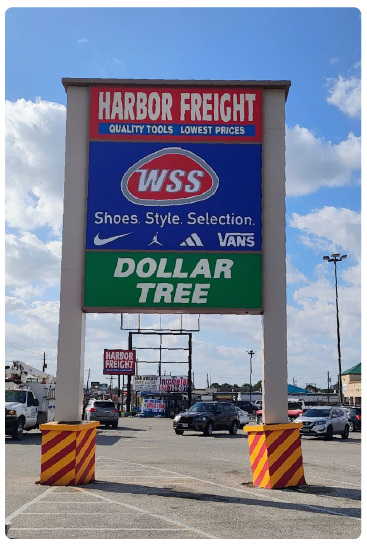 HARBOR FREIGHT
QUALITY TOOLS LOWEST PRICES
WSS
Shoes. Style. Selection.
VANS
DOLLAR
TREE
HARBOR
FREIGHT